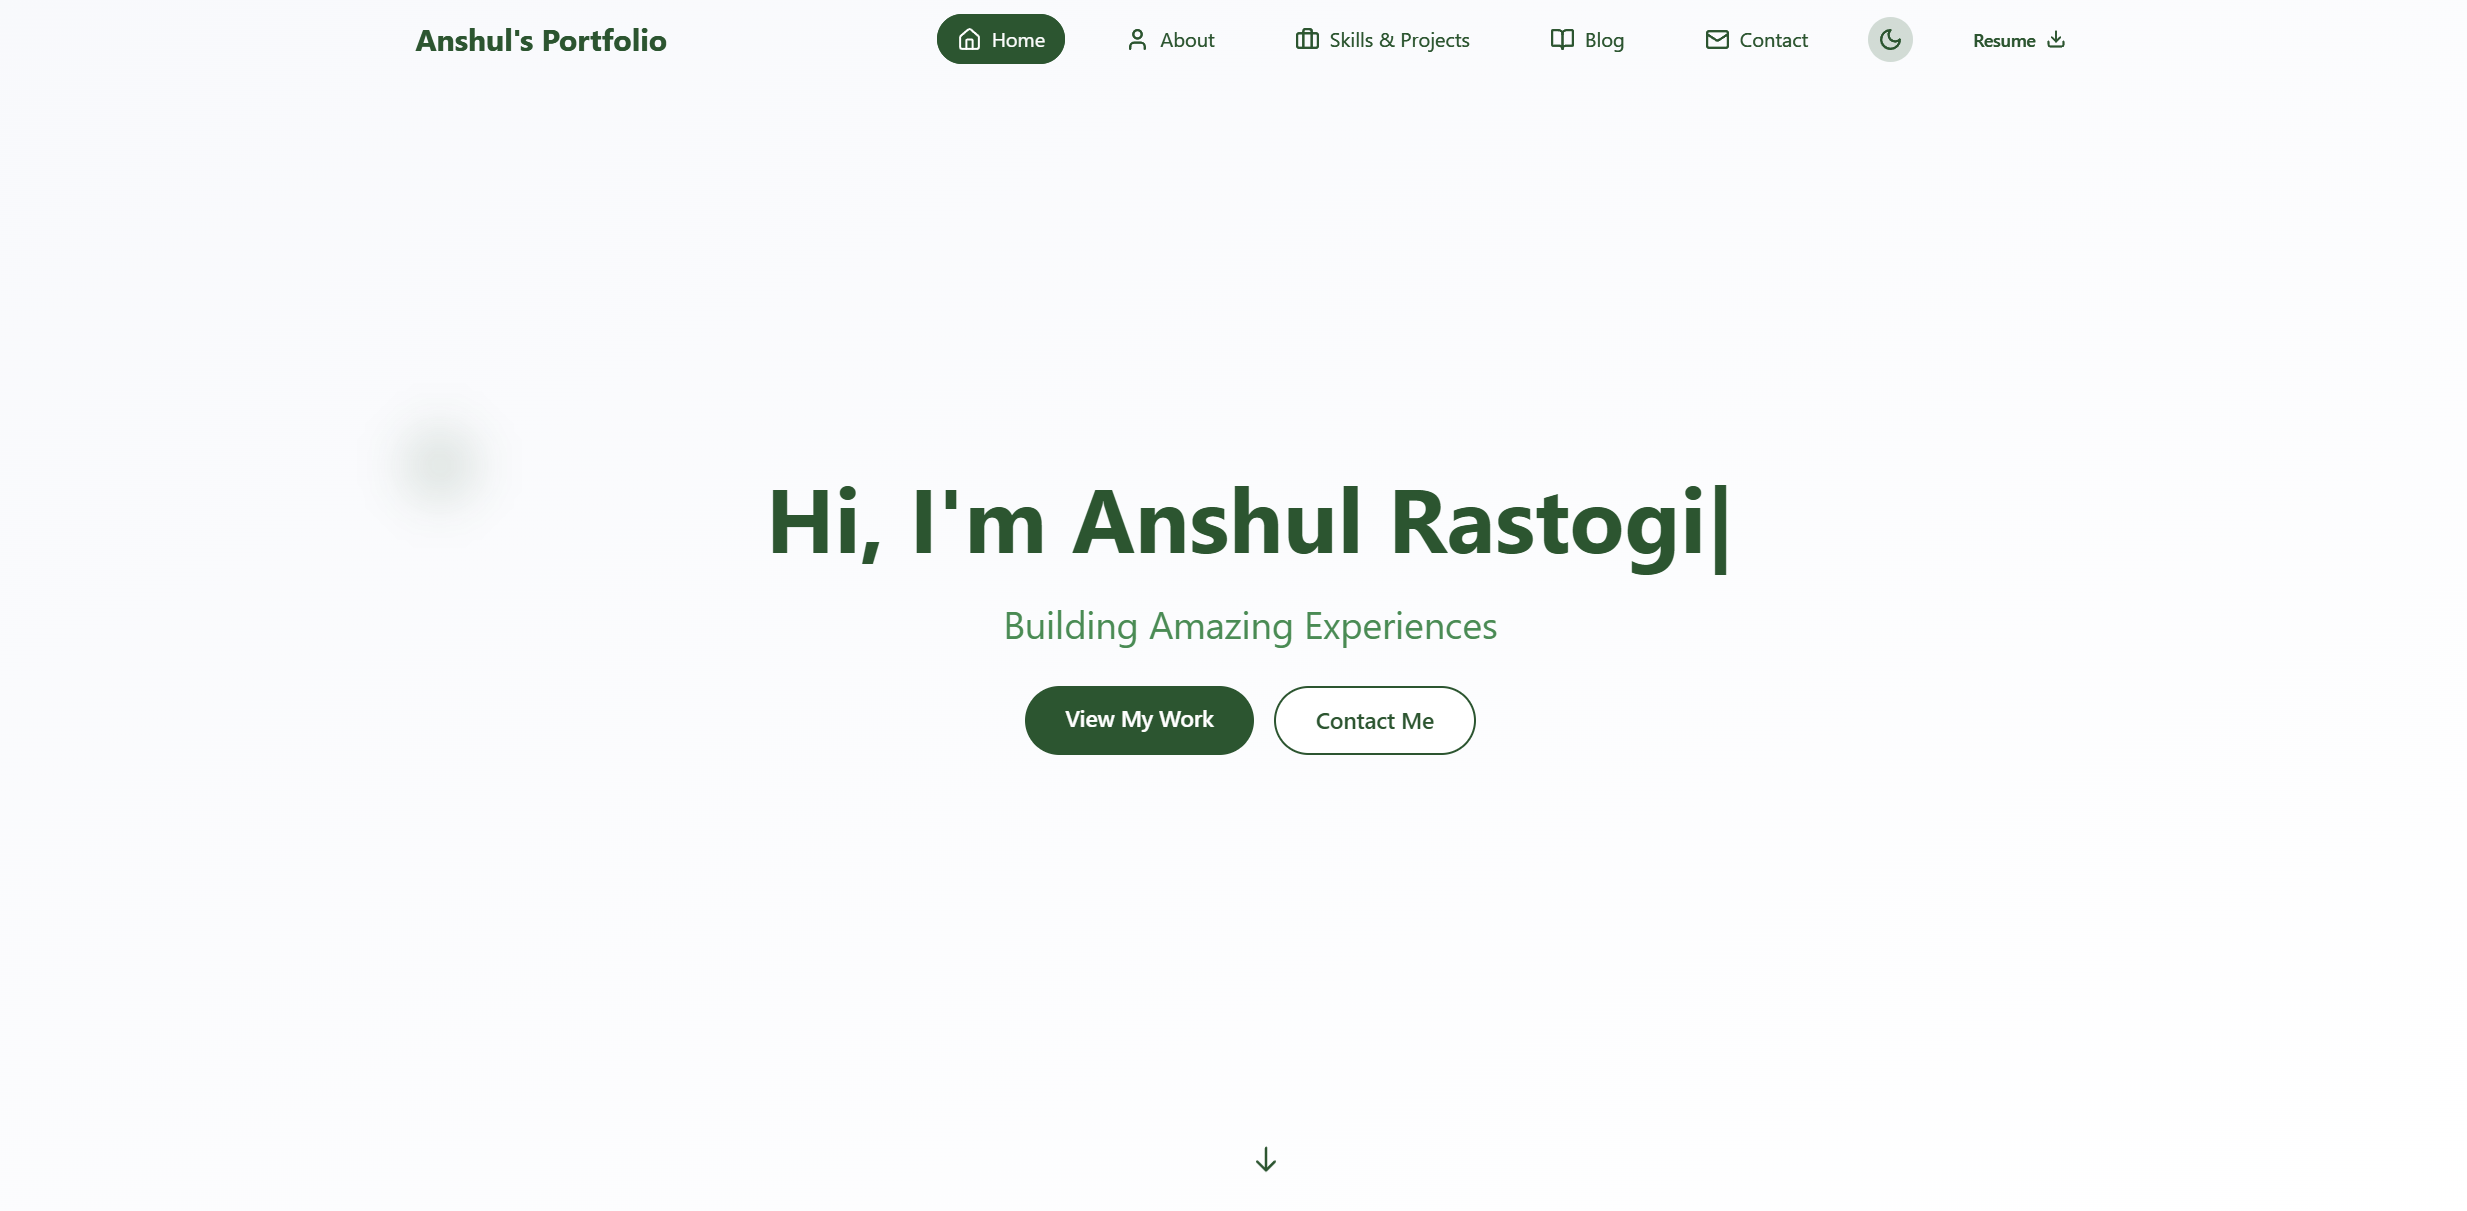 Anshul's Portfolio
Home
About
Skills & Projects
Blog
Contact
Resume
Hi, I'm Anshul Rastogi|
Building Amazing Experiences
View My Work
Contact Me